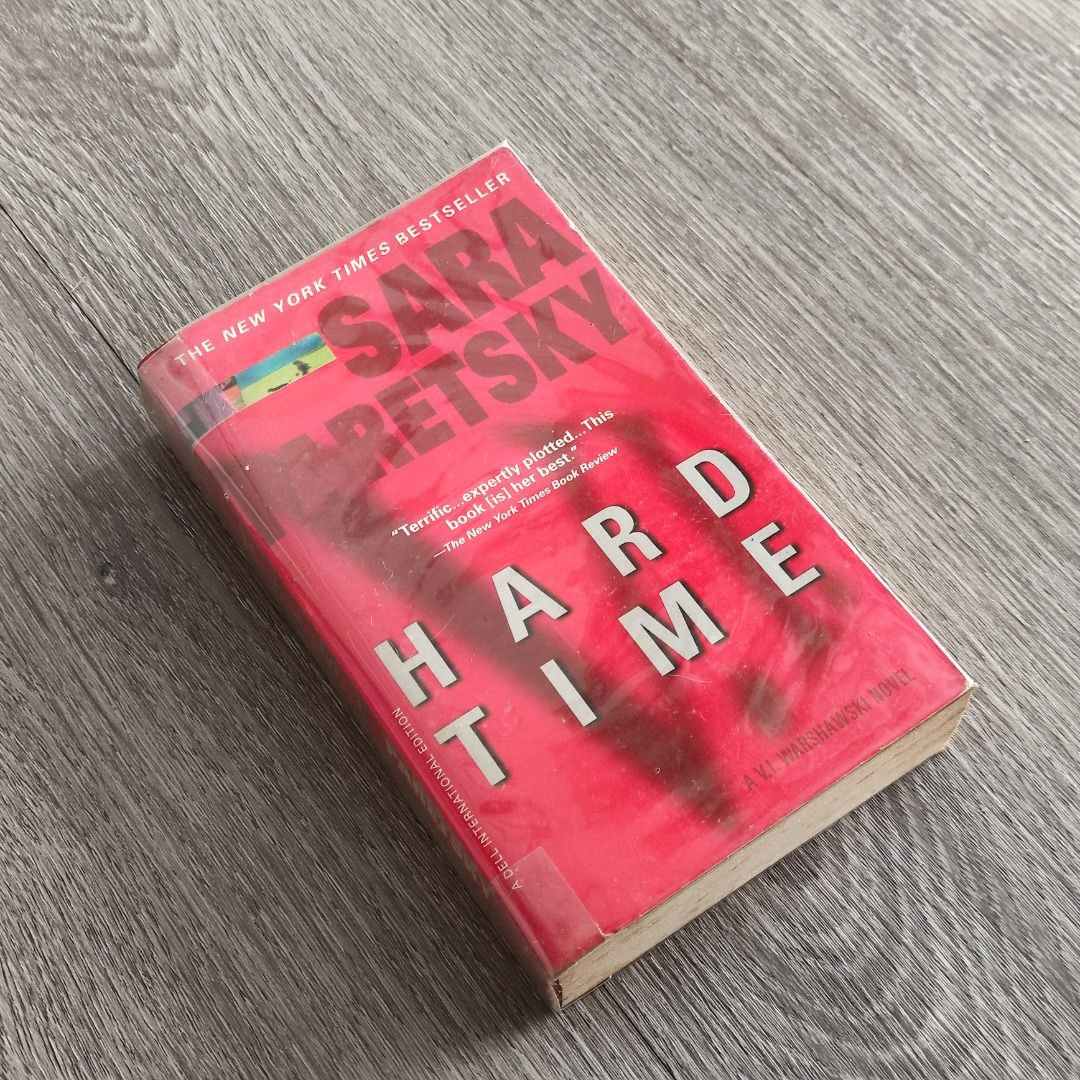 THE NEW YORK TIMES BESTSELLER
SARA
PARETSKY
“Terrific...expertly plotted...This
book [is] her best.”
—The New York Times Book Review
HARD
TIME
A V.I. WARSHAWSKI NOVEL
A DELL INTERNATIONAL EDITION